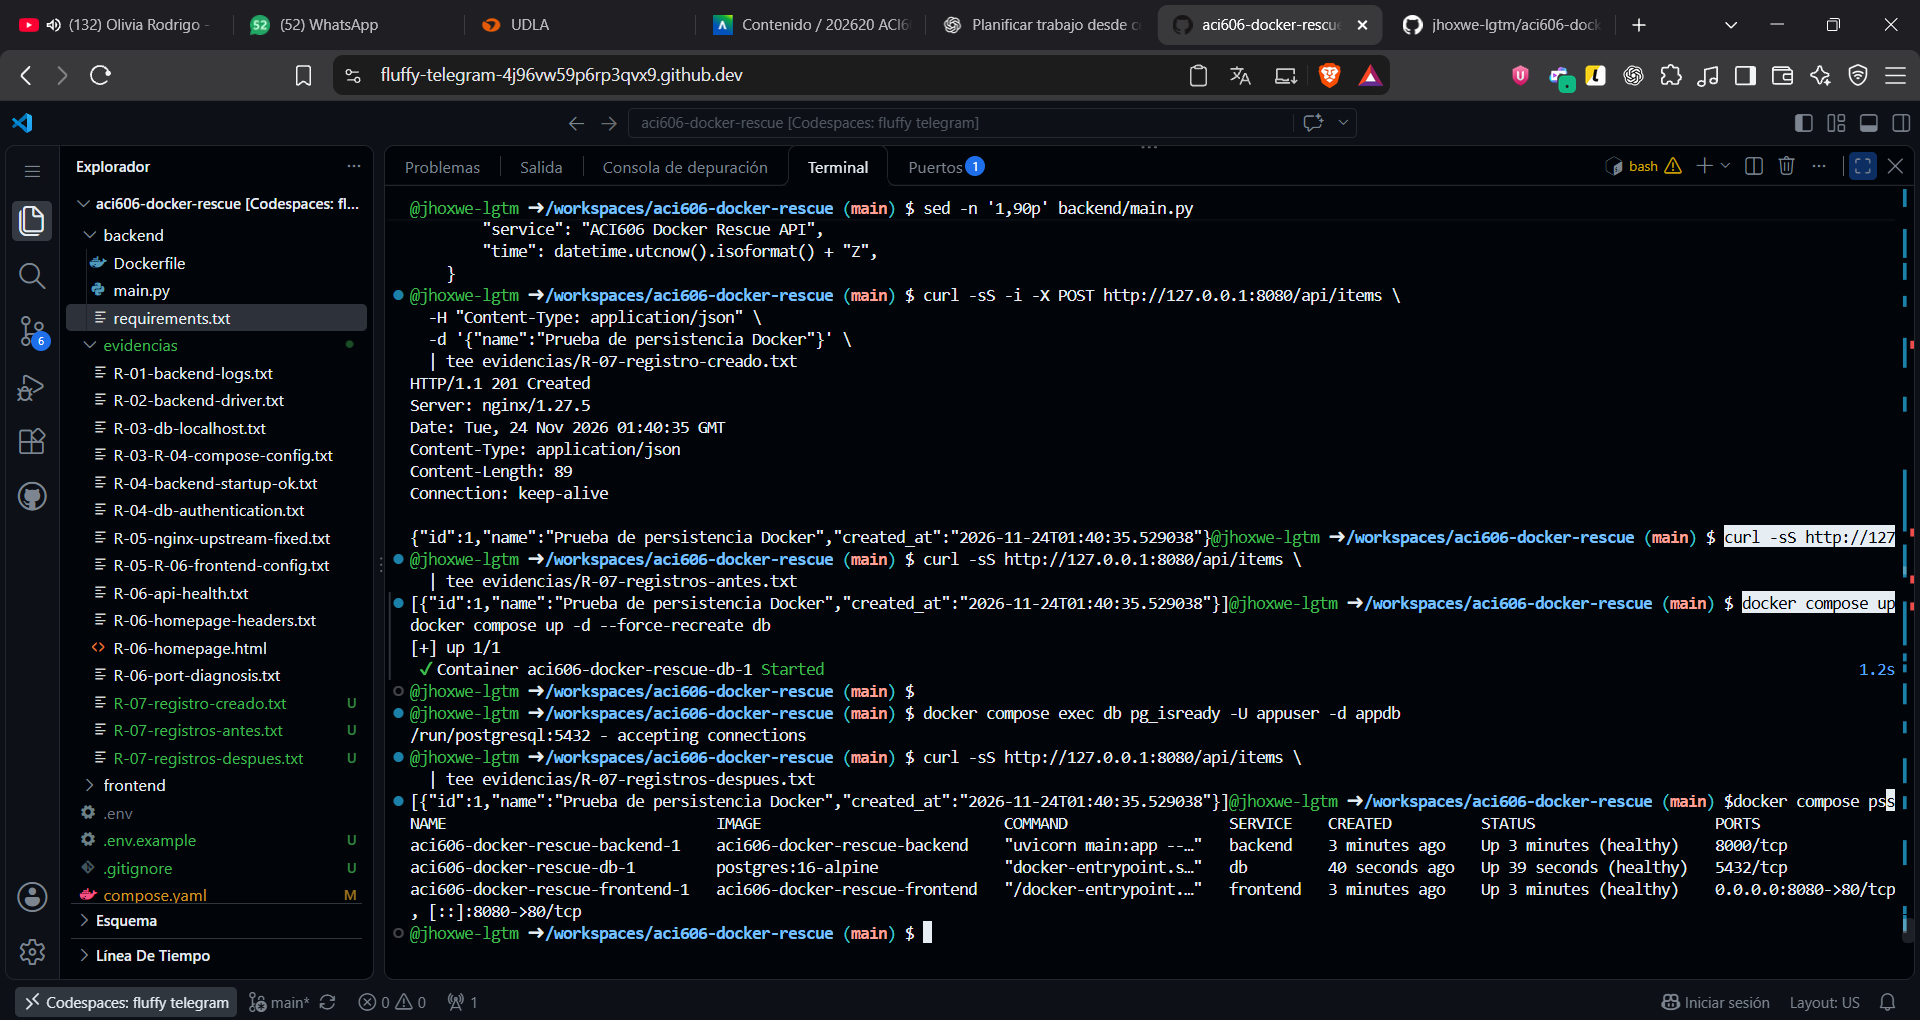 (132) Olivia Rodrigo -
52
(52) WhatsApp
UDLA
Contenido / 202620 ACI6
Planificar trabajo desde c
aci606-docker-rescue
jhoxwe-lgtm/aci606-dock
fluffy-telegram-4j96vw59p6rp3qvx9.github.dev
aci606-docker-rescue [Codespaces: fluffy telegram]
Explorador
Problemas
Salida
Consola de depuración
Terminal
Puertos
1
bash
aci606-docker-rescue [Codespaces: fl...
backend
Dockerfile
main.py
requirements.txt
evidencias
R-01-backend-logs.txt
R-02-backend-driver.txt
R-03-db-localhost.txt
R-03-R-04-compose-config.txt
R-04-backend-startup-ok.txt
R-04-db-authentication.txt
R-05-nginx-upstream-fixed.txt
R-05-R-06-frontend-config.txt
R-06-api-health.txt
R-06-homepage-headers.txt
R-06-homepage.html
R-06-port-diagnosis.txt
R-07-registro-creado.txt U
R-07-registros-antes.txt U
R-07-registros-despues.txt U
frontend
.env
.env.example U
.gitignore U
compose.yaml M
Esquema
Línea De Tiempo
6
@jhoxwe-lgtm ➜/workspaces/aci606-docker-rescue (main) $ sed -n '1,90p' backend/main.py
"service": "ACI606 Docker Rescue API",
"time": datetime.utcnow().isoformat() + "Z",
}
@jhoxwe-lgtm ➜/workspaces/aci606-docker-rescue (main) $ curl -sS -i -X POST http://127.0.0.1:8080/api/items \
-H "Content-Type: application/json" \
-d '{"name":"Prueba de persistencia Docker"}' \
| tee evidencias/R-07-registro-creado.txt
HTTP/1.1 201 Created
Server: nginx/1.27.5
Date: Tue, 24 Nov 2026 01:40:35 GMT
Content-Type: application/json
Content-Length: 89
Connection: keep-alive
{"id":1,"name":"Prueba de persistencia Docker","created_at":"2026-11-24T01:40:35.529038"}@jhoxwe-lgtm ➜/workspaces/aci606-docker-rescue (main) $ curl -sS http://127
@jhoxwe-lgtm ➜/workspaces/aci606-docker-rescue (main) $ curl -sS http://127.0.0.1:8080/api/items \
| tee evidencias/R-07-registros-antes.txt
[{"id":1,"name":"Prueba de persistencia Docker","created_at":"2026-11-24T01:40:35.529038"}]@jhoxwe-lgtm ➜/workspaces/aci606-docker-rescue (main) $ docker compose up
docker compose up -d --force-recreate db
[+] up 1/1
✓Container aci606-docker-rescue-db-1 Started 1.2s
@jhoxwe-lgtm ➜/workspaces/aci606-docker-rescue (main) $
@jhoxwe-lgtm ➜/workspaces/aci606-docker-rescue (main) $ docker compose exec db pg_isready -U appuser -d appdb
/run/postgresql:5432 - accepting connections
@jhoxwe-lgtm ➜/workspaces/aci606-docker-rescue (main) $ curl -sS http://127.0.0.1:8080/api/items \
| tee evidencias/R-07-registros-despues.txt
[{"id":1,"name":"Prueba de persistencia Docker","created_at":"2026-11-24T01:40:35.529038"}]@jhoxwe-lgtm ➜/workspaces/aci606-docker-rescue (main) $docker compose pss
NAME IMAGE COMMAND SERVICE CREATED STATUS PORTS
aci606-docker-rescue-backend-1 aci606-docker-rescue-backend "uvicorn main:app --…" backend 3 minutes ago Up 3 minutes (healthy) 8000/tcp
aci606-docker-rescue-db-1 postgres:16-alpine "docker-entrypoint.s…" db 40 seconds ago Up 39 seconds (healthy) 5432/tcp
aci606-docker-rescue-frontend-1 aci606-docker-rescue-frontend "/docker-entrypoint.…" frontend 3 minutes ago Up 3 minutes (healthy) 0.0.0.0:8080->80/tcp
, [::]:8080->80/tcp
@jhoxwe-lgtm ➜/workspaces/aci606-docker-rescue (main) $
Codespaces: fluffy telegram
main*
0
0
1
Iniciar sesión
Layout: US